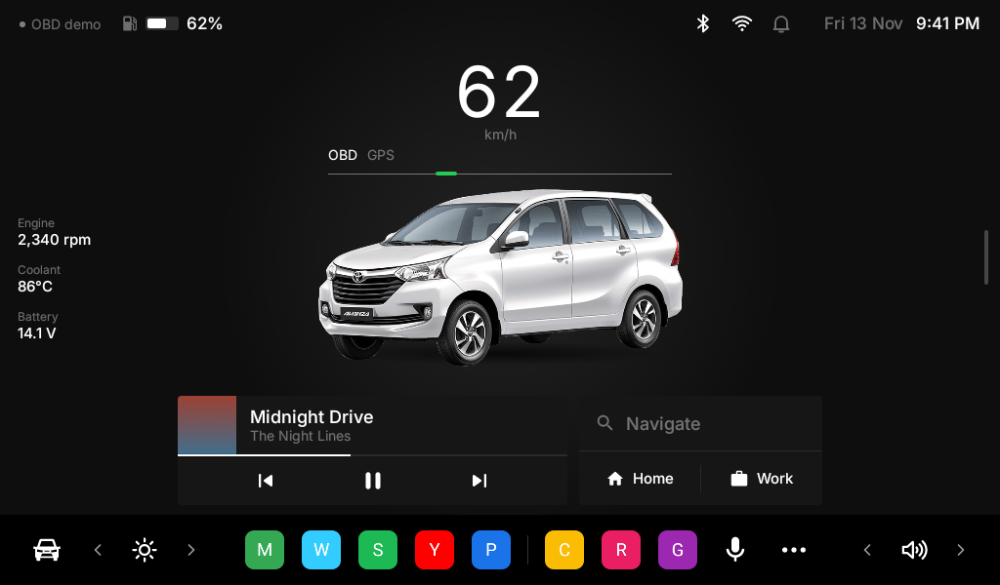 OBD demo
62%
Fri 13 Nov 9:41 PM
62
km/h
OBD GPS
Engine
2,340 rpm
Coolant
86°C
Battery
14.1 V
AVANZA
Midnight Drive
The Night Lines
Navigate
Home
Work
M W S Y P C R G